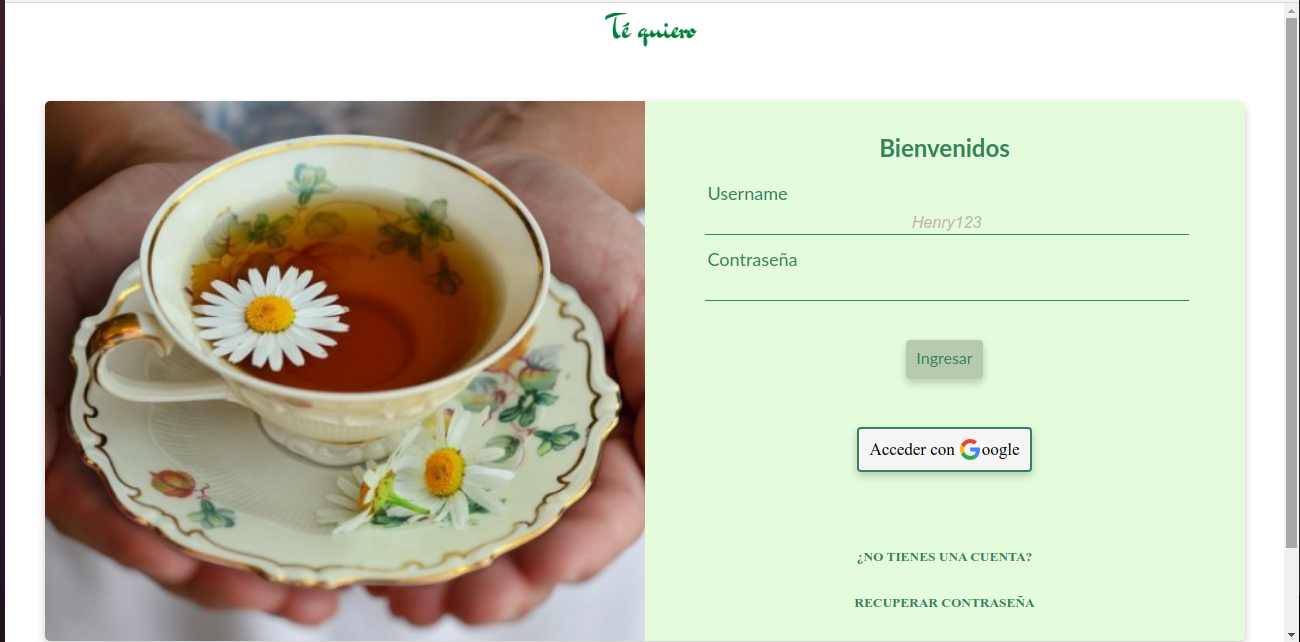 Té quiero
Bienvenidos
Username
Henry123
Contraseña
Ingresar
Acceder con Google
¿NO TIENES UNA CUENTA?
RECUPERAR CONTRASEÑA